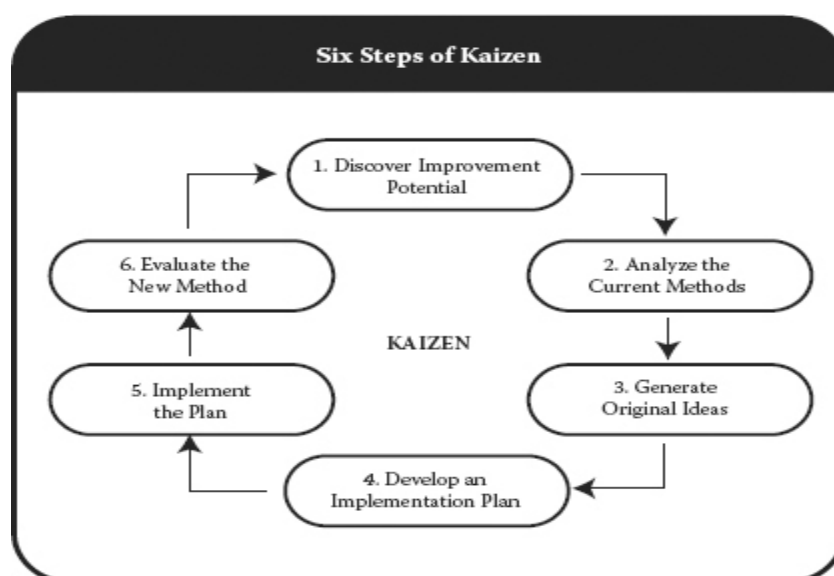 Six Steps of Kaizen
1. Discover Improvement
Potential
2. Analyze the
Current Methods
3. Generate
Original Ideas
4. Develop an
Implementation Plan
5. Implement
the Plan
6. Evaluate the
New Method
KAIZEN